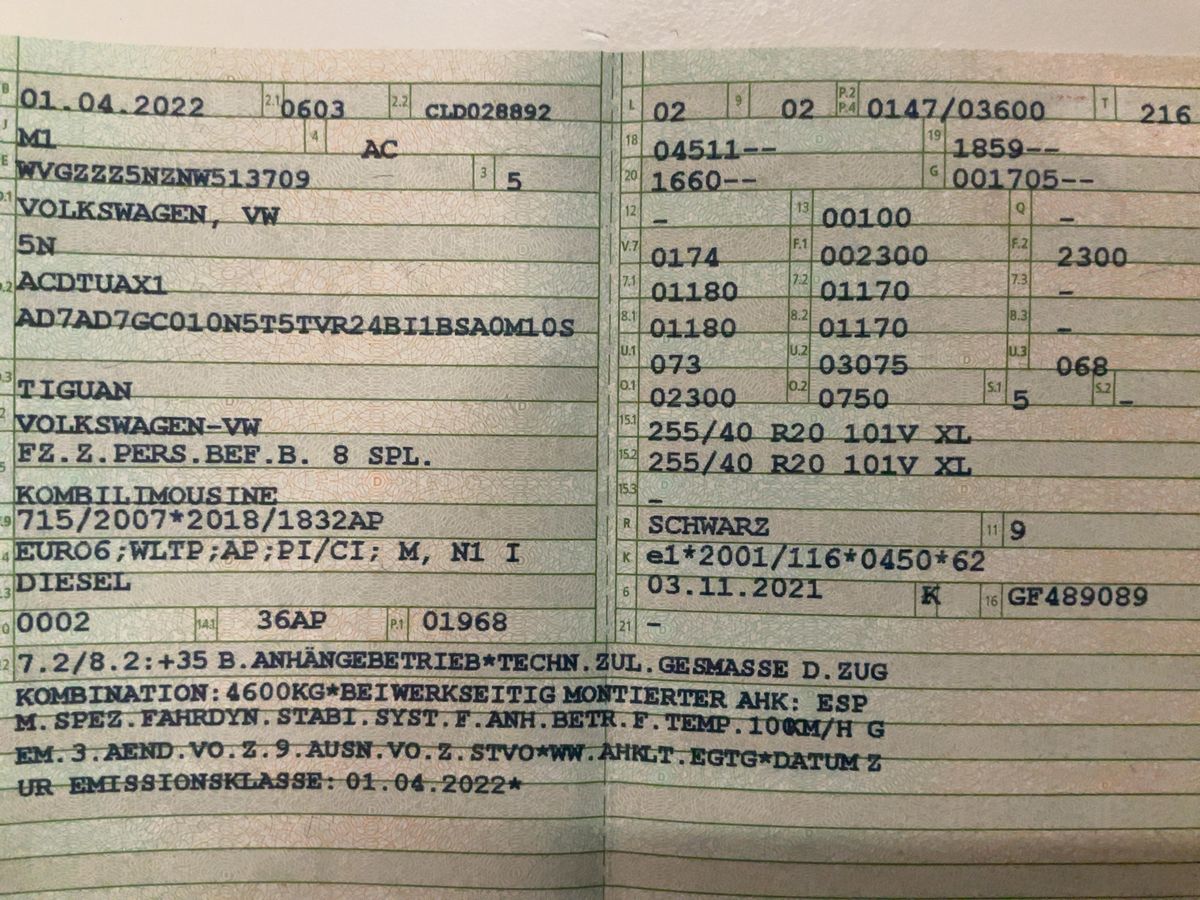 B 01.04.2022 2.1 0603 2.2 CLD028892
J M1 4 AC
E WVGZZZ5NZNW513709 3 5
D.1 VOLKSWAGEN, VW
5N
D.2 ACDTUAX1
AD7AD7GC010N5T5TVR24BI1BSA0M10S
D.3 TIGUAN
2 VOLKSWAGEN-VW
5 FZ.Z.PERS.BEF.B. 8 SPL.
KOMBILIMOUSINE
V.9 715/2007*2018/1832AP
14 EURO6;WLTP;AP;PI/CI; M, N1 I
P.3 DIESEL
10 0002 14.1 36AP P.1 01968
L 02 9 02 P.2 P.4 0147/03600 T 216
18 04511-- 19 1859--
20 1660-- G 001705--
12 - 13 00100 Q -
V.7 0174 F.1 002300 F.2 2300
7.1 01180 7.2 01170 7.3 -
8.1 01180 8.2 01170 8.3 -
U.1 073 U.2 03075 U.3 068
O.1 02300 O.2 0750 S.1 5 S.2 -
15.1 255/40 R20 101V XL
15.2 255/40 R20 101V XL
15.3 -
R SCHWARZ 11 9
K e1*2001/116*0450*62
6 03.11.2021 K 16 GF489089
21 -
22 7.2/8.2:+35 B.ANHÄNGEBETRIEB*TECHN.ZUL.GESMASSE D.ZUG
KOMBINATION:4600KG*BEIWERKSEITIG MONTIERTER AHK: ESP
M.SPEZ.FAHRDYN.STABI.SYST.F.ANH.BETR.F.TEMP.100KM/H G
EM.3.AEND.VO.Z.9.AUSN.VO.Z.STVO*WW.AHKLT.EGTG*DATUM Z
UR EMISSIONSKLASSE: 01.04.2022*